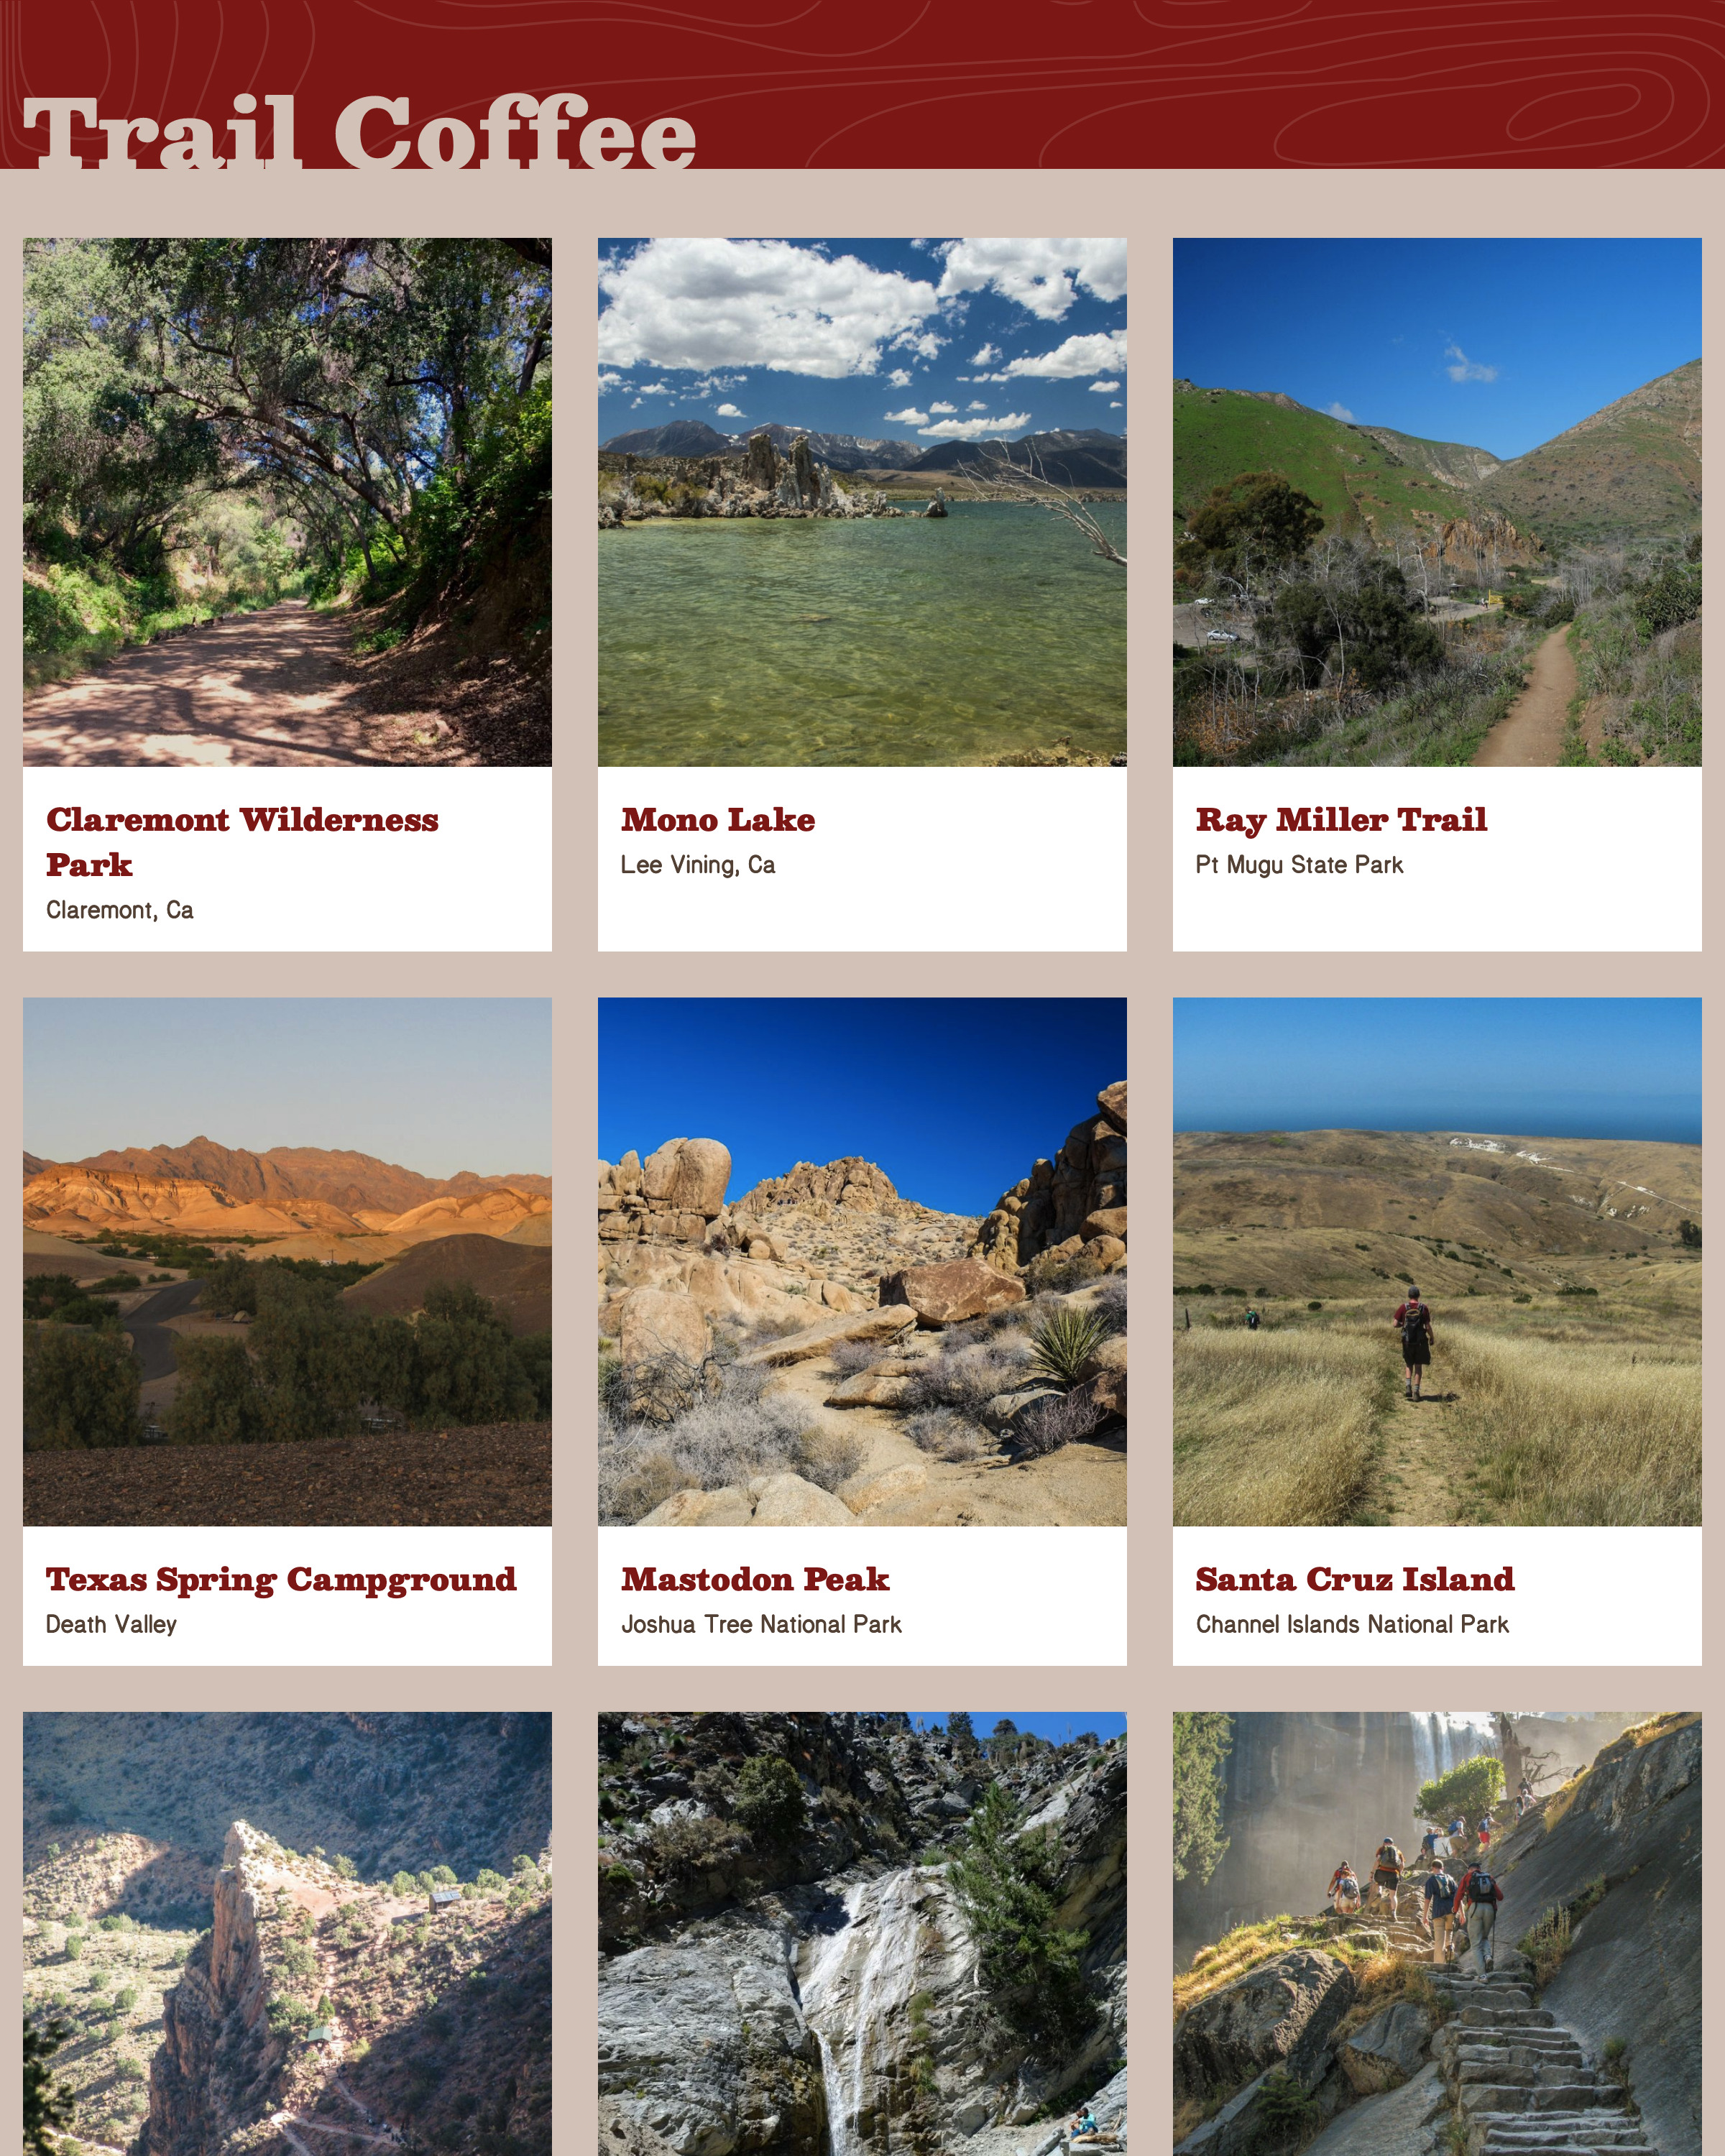 Trail Coffee
Claremont Wilderness
Park
Claremont, Ca
Mono Lake
Lee Vining, Ca
Ray Miller Trail
Pt Mugu State Park
Texas Spring Campground
Death Valley
Mastodon Peak
Joshua Tree National Park
Santa Cruz Island
Channel Islands National Park